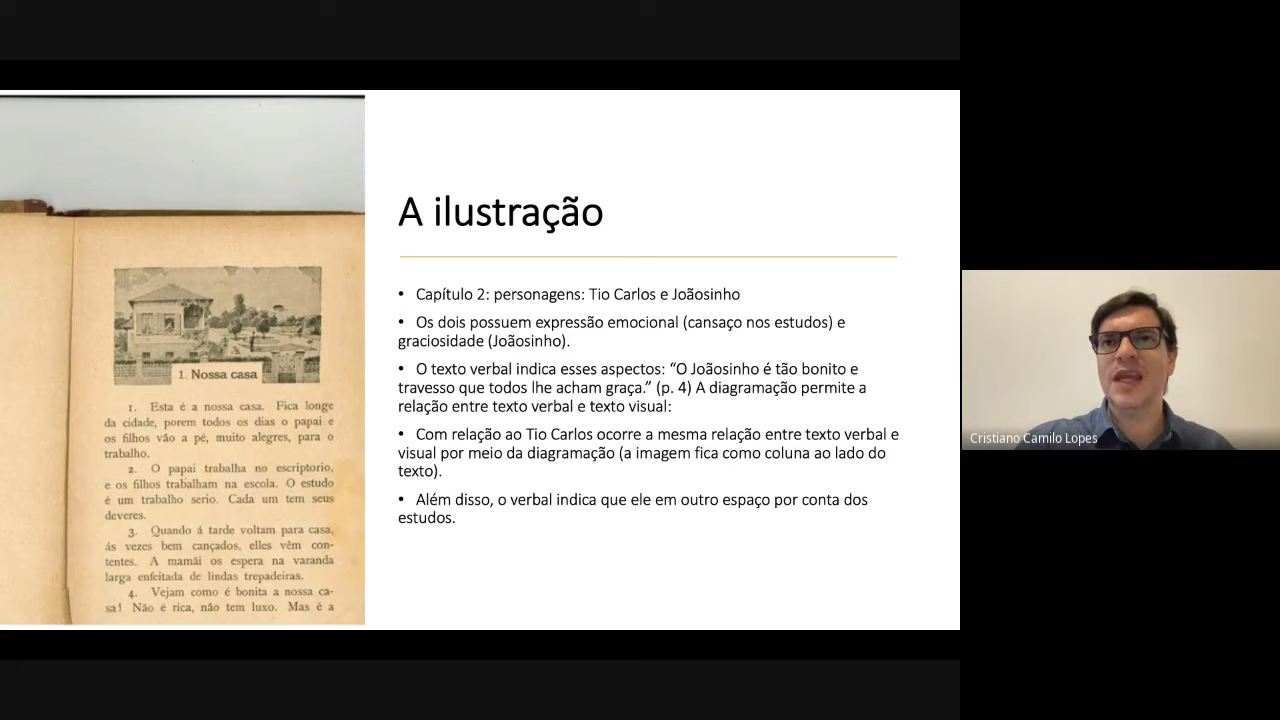 1. Nossa casa
1. Esta é a nossa casa. Fica longe
da cidade, porem todos os dias o papai e
os filhos vão a pé, muito alegres, para o
trabalho.
2. O papai trabalha no escriptorio,
e os filhos trabalham na escola. O estudo
é um trabalho serio. Cada um tem seus
deveres.
3. Quando á tarde voltam para casa,
ás vezes bem cançados, elles vêm con-
tentes. A mamãi os espera na varanda
larga enfeitada de lindas trepadeiras.
4. Vejam como é bonita a nossa ca-
sa! Não é rica, não tem luxo. Mas é a
A ilustração
• Capítulo 2: personagens: Tio Carlos e Joãosinho
• Os dois possuem expressão emocional (cansaço nos estudos) e
graciosidade (Joãosinho).
• O texto verbal indica esses aspectos: “O Joãosinho é tão bonito e
travesso que todos lhe acham graça.” (p. 4) A diagramação permite a
relação entre texto verbal e texto visual:
• Com relação ao Tio Carlos ocorre a mesma relação entre texto verbal e
visual por meio da diagramação (a imagem fica como coluna ao lado do
texto).
• Além disso, o verbal indica que ele em outro espaço por conta dos
estudos.
Cristiano Camilo Lopes